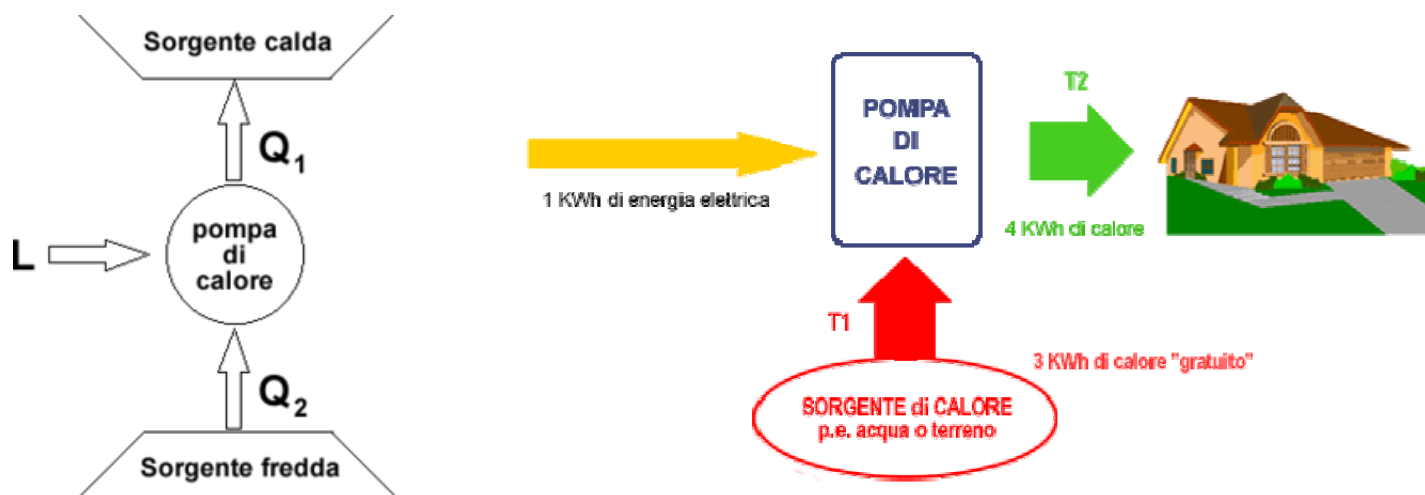 Sorgente calda
Q1
L
pompa
di
calore
Q2
Sorgente fredda
1 KWh di energia elettrica
POMPA
DI
CALORE
T2
4 KWh di calore
T1
3 KWh di calore "gratuito"
SORGENTE di CALORE
p.e. acqua o terreno